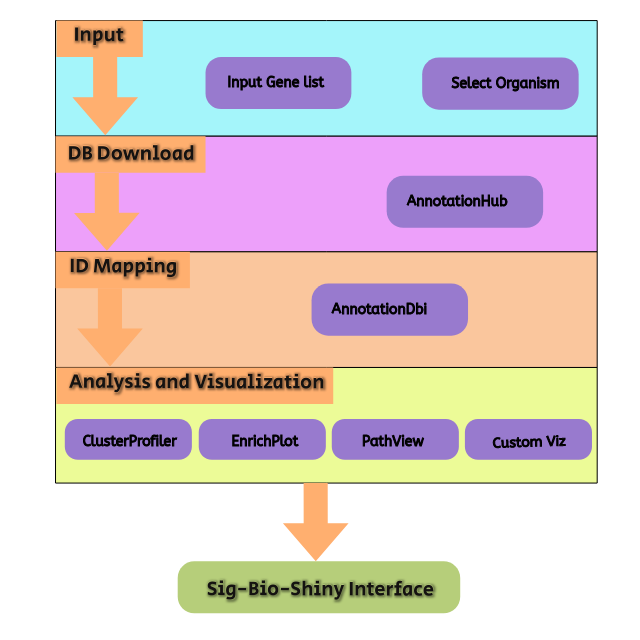 Input
Input Gene list
Select Organism
DB Download
AnnotationHub
ID Mapping
AnnotationDbi
Analysis and Visualization
ClusterProfiler
EnrichPlot
PathView
Custom Viz
Sig-Bio-Shiny Interface